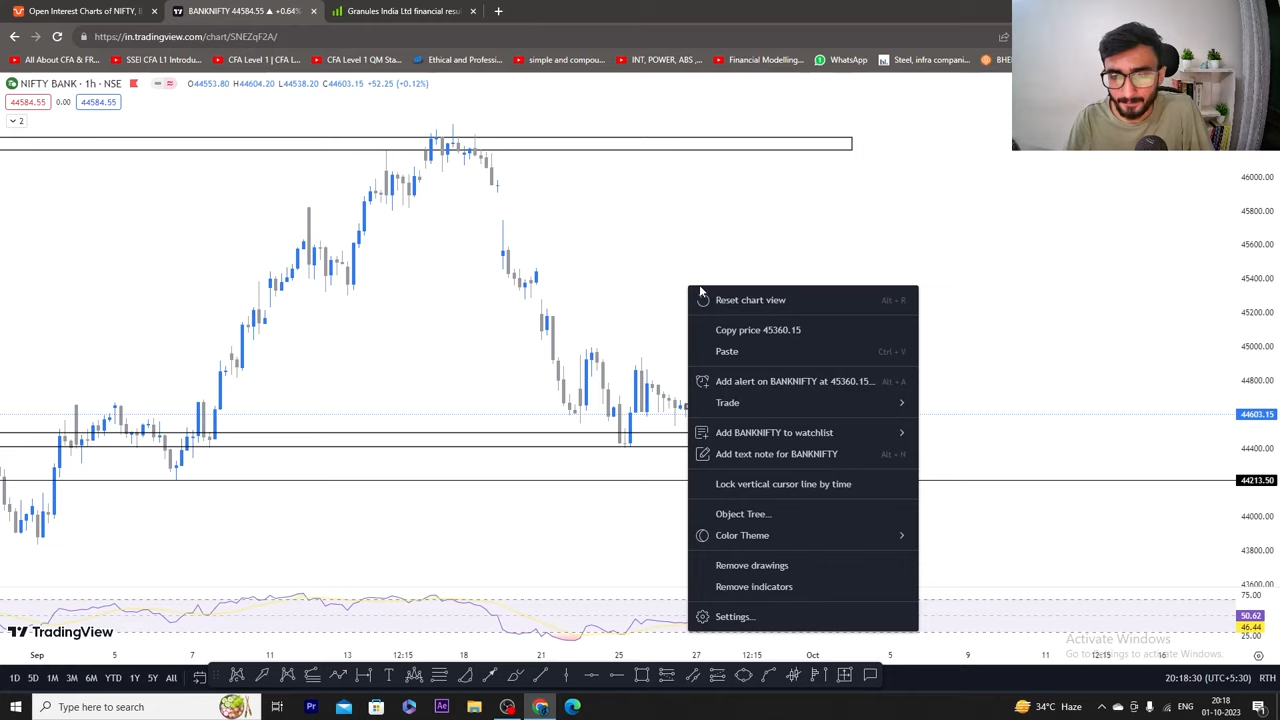 Open Interest Charts of NIFTY, B
BANKNIFTY 44584.55 ▲ +0.64%
Granules India Ltd financial resul
https://in.tradingview.com/chart/SNEZqF2A/
All About CFA & FR...
SSEI CFA L1 Introdu...
CFA Level 1 | CFA L...
CFA Level 1 QM Sta...
Ethical and Professi...
simple and compou...
INT, POWER, ABS ,...
Financial Modelling...
WhatsApp
Steel, infra compani...
BHE
NIFTY BANK · 1h · NSE
O44553.80 H44604.20 L44538.20 C44603.15 +52.25 (+0.12%)
44584.55 0.00 44584.55
2
46000.00
45800.00
45600.00
45400.00
45200.00
45000.00
44800.00
44603.15
44400.00
44213.50
44000.00
43800.00
43600.00
75.00
50.62
46.44
25.00
Reset chart view Alt + R
Copy price 45360.15
Paste Ctrl + V
Add alert on BANKNIFTY at 45360.15... Alt + A
Trade
Add BANKNIFTY to watchlist
Add text note for BANKNIFTY Alt + N
Lock vertical cursor line by time
Object Tree...
Color Theme
Remove drawings
Remove indicators
Settings...
TradingView
Activate Windows
Go to Settings to activate Windows.
Sep 5 7 11 13 12:15 18 21 25 27 12:15 Oct 5 9 11 12:15 16
1D 5D 1M 3M 6M YTD 1Y 5Y All
20:18:30 (UTC+5:30) RTH
Type here to search
34°C Haze
20:18
01-10-2023